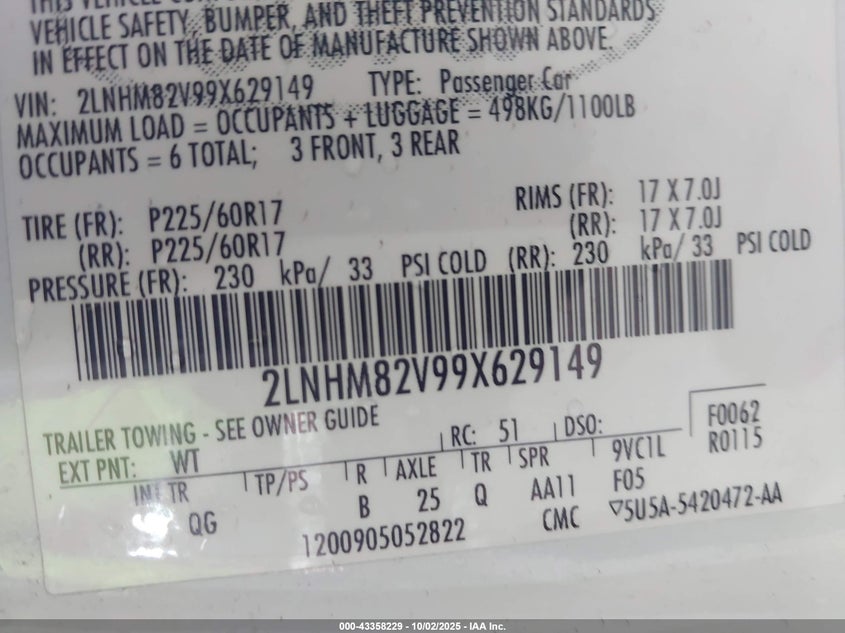 THIS VEHICLE
VEHICLE SAFETY, BUMPER, AND THEFT PREVENTION STANDARDS
IN EFFECT ON THE DATE OF MANUFACTURE SHOWN ABOVE.
VIN: 2LNHM82V99X629149 TYPE: Passenger Car
MAXIMUM LOAD = OCCUPANTS + LUGGAGE = 498KG/1100LB
OCCUPANTS = 6 TOTAL; 3 FRONT, 3 REAR
TIRE (FR): P225/60R17 RIMS (FR): 17 X 7.0J
(RR): P225/60R17 (RR): 17 X 7.0J
PRESSURE (FR): 230 kPa/ 33 PSI COLD (RR): 230 kPa/ 33 PSI COLD
2LNHM82V99X629149
TRAILER TOWING - SEE OWNER GUIDE
EXT PNT: WT RC: 51 DSO: F0062
R0115
INT TR TP/PS R AXLE TR SPR 9VC1L
QG B 25 Q AA11 F05
1200905052822 CMC ▽5U5A-5420472-AA
000-43358229 - 10/02/2025 - IAA Inc.